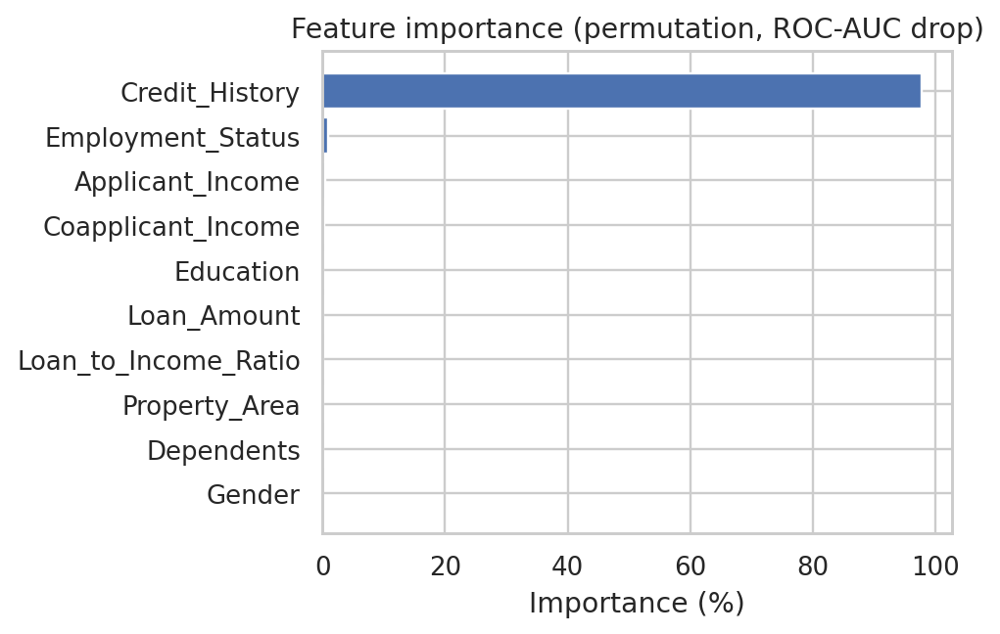 Feature importance (permutation, ROC-AUC drop)
Credit_History
Employment_Status
Applicant_Income
Coapplicant_Income
Education
Loan_Amount
Loan_to_Income_Ratio
Property_Area
Dependents
Gender
0 20 40 60 80 100
Importance (%)